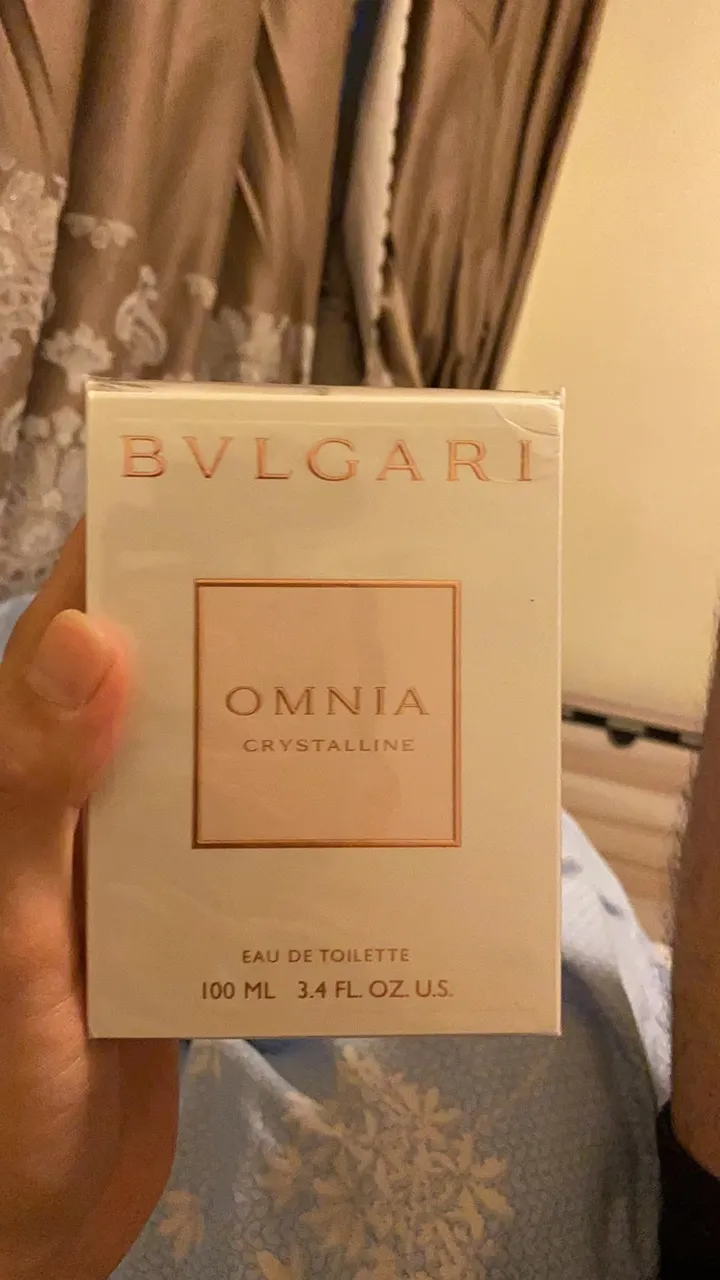 BVLGARI
OMNIA
CRYSTALLINE
EAU DE TOILETTE
100 ML 3.4 FL. OZ. U.S.